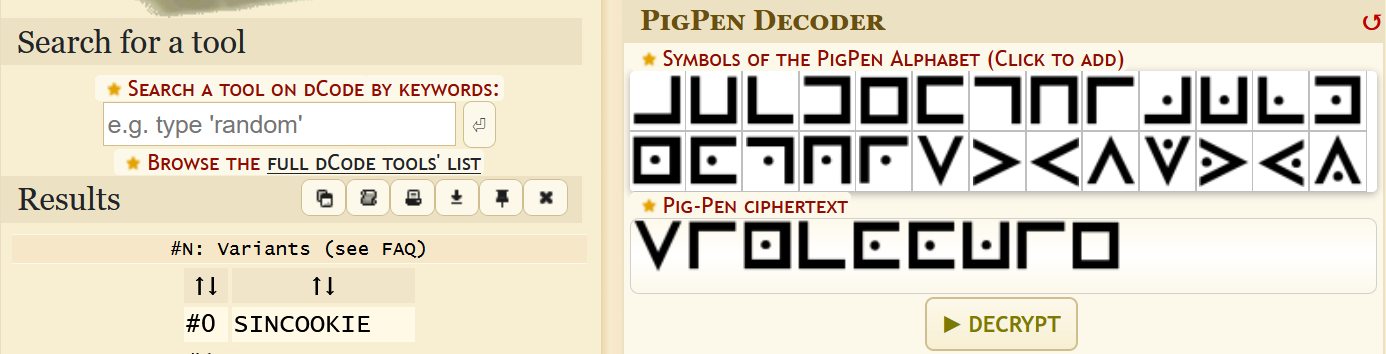 Search for a tool
★ Search a tool on dCode by keywords:
e.g. type 'random'
★ Browse the full dCode tools' list
Results
#N: Variants (see FAQ)
↑↓ ↑↓
#0 SINCOOKIE
PigPen Decoder
★ Symbols of the PigPen Alphabet (Click to add)
★ Pig-Pen ciphertext
► DECRYPT